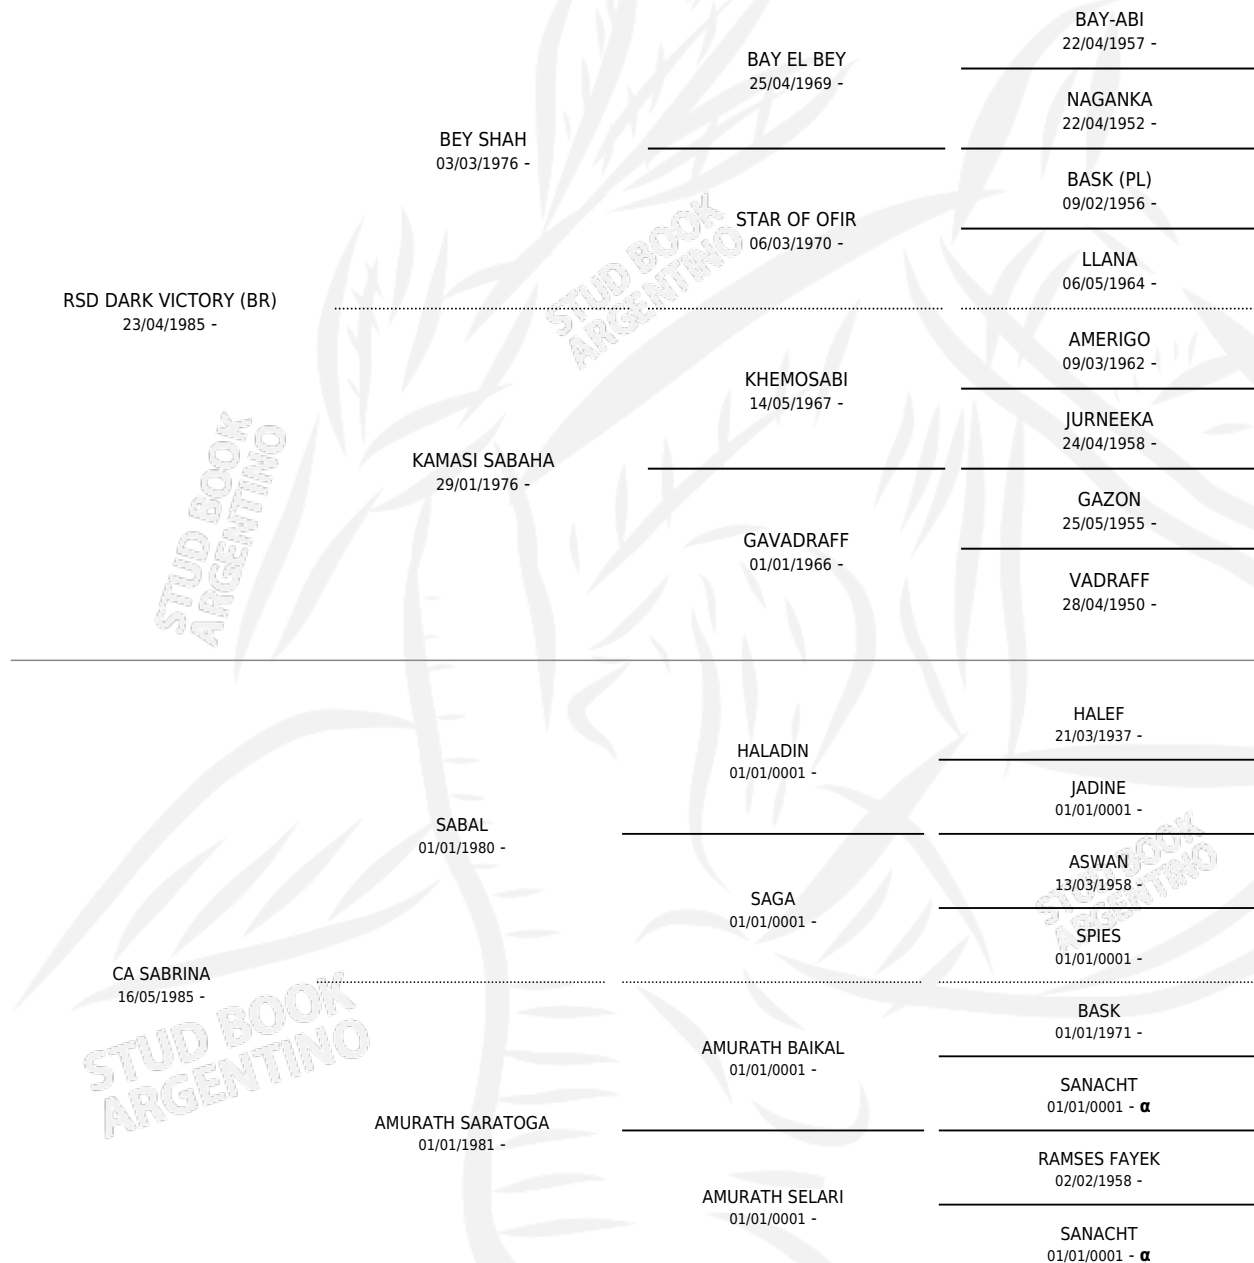 BAY-ABI
22/04/1957 -
BAY EL BEY
25/04/1969 -
NAGANKA
22/04/1952 -
BEY SHAH
03/03/1976 -
BASK (PL)
09/02/1956 -
STAR OF OFIR
06/03/1970 -
LLANA
06/05/1964 -
RSD DARK VICTORY (BR)
23/04/1985 -
AMERIGO
09/03/1962 -
KHEMOSABI
14/05/1967 -
JURNEEKA
24/04/1958 -
KAMASI SABAHA
29/01/1976 -
GAZON
25/05/1955 -
GAVADRAFF
01/01/1966 -
VADRAFF
28/04/1950 -
HALEF
21/03/1937 -
HALADIN
01/01/0001 -
JADINE
01/01/0001 -
SABAL
01/01/1980 -
ASWAN
13/03/1958 -
SAGA
01/01/0001 -
SPIES
01/01/0001 -
CA SABRINA
16/05/1985 -
BASK
01/01/1971 -
AMURATH BAIKAL
01/01/0001 -
SANACHT
01/01/0001 - α
AMURATH SARATOGA
01/01/1981 -
RAMSES FAYEK
02/02/1958 -
AMURATH SELARI
01/01/0001 -
SANACHT
01/01/0001 - α
STUD BOOK
ARGENTINO
STUD BOOK
ARGENTINO
STUD BOOK
ARGENTINO
STUD BOOK
ARGENTINO